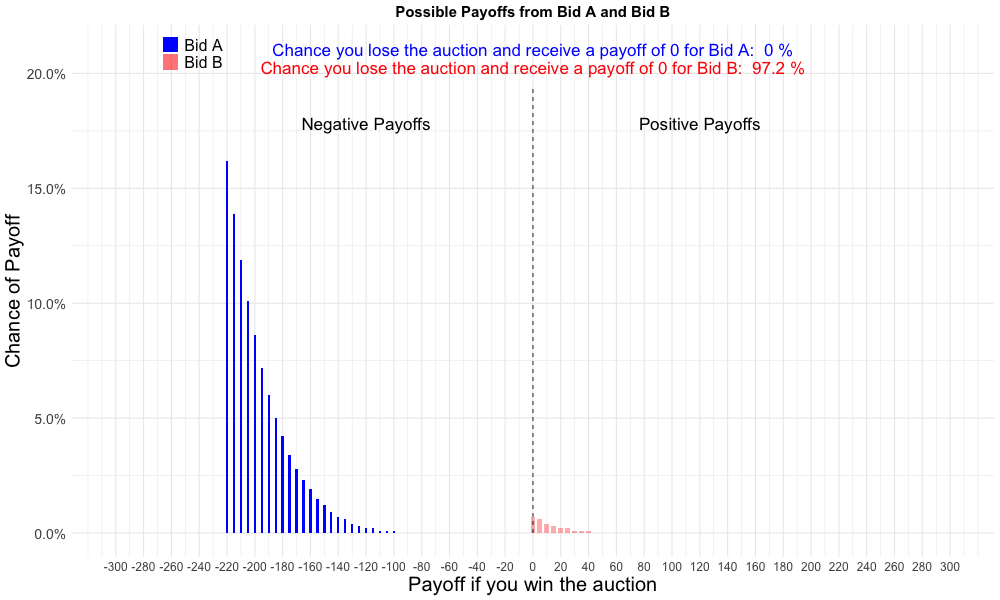 Possible Payoffs from Bid A and Bid B
Bid A
Bid B
Chance you lose the auction and receive a payoff of 0 for Bid A:  0 %
Chance you lose the auction and receive a payoff of 0 for Bid B:  97.2 %
Negative Payoffs
Positive Payoffs
Chance of Payoff
20.0%
15.0%
10.0%
5.0%
0.0%
-300 -280 -260 -240 -220 -200 -180 -160 -140 -120 -100 -80 -60 -40 -20 0 20 40 60 80 100 120 140 160 180 200 220 240 260 280 300
Payoff if you win the auction